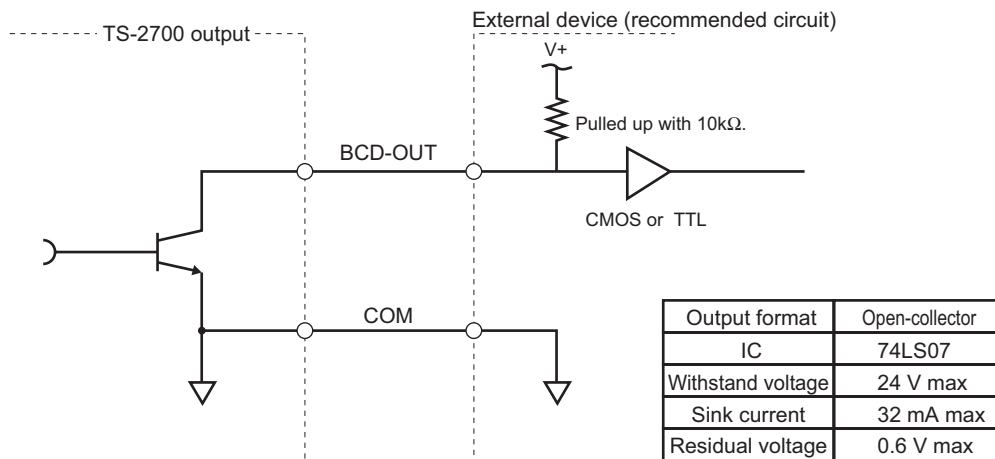 External device (recommended circuit)
TS-2700 output
V+
Pulled up with 10kΩ.
BCD-OUT
CMOS or TTL
COM
Output format Open-collector
IC 74LS07
Withstand voltage 24 V max
Sink current 32 mA max
Residual voltage 0.6 V max